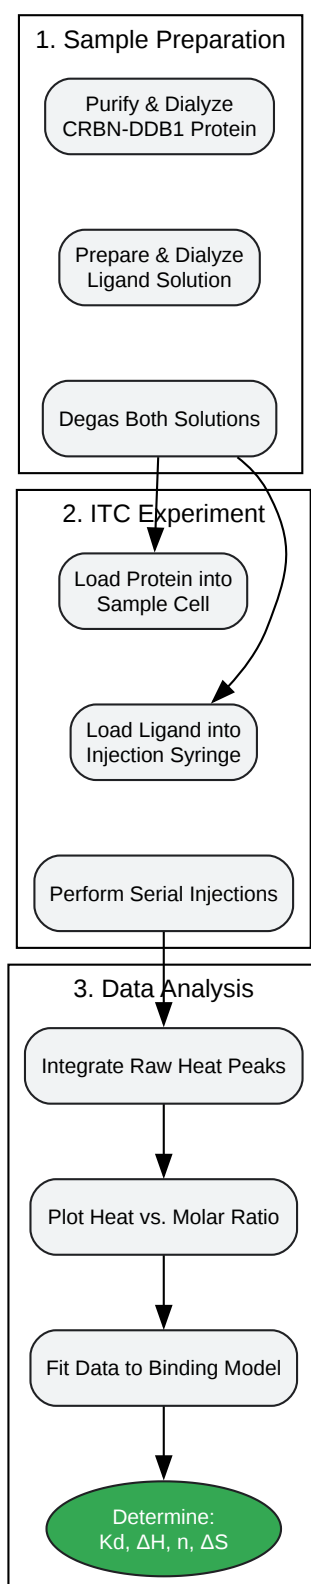 1. Sample Preparation
Purify & Dialyze
CRBN-DDB1 Protein
Prepare & Dialyze
Ligand Solution
Degas Both Solutions
2. ITC Experiment
Load Protein into
Sample Cell
Load Ligand into
Injection Syringe
Perform Serial Injections
3. Data Analysis
Integrate Raw Heat Peaks
Plot Heat vs. Molar Ratio
Fit Data to Binding Model
Determine:
Kd, ΔH, n, ΔS